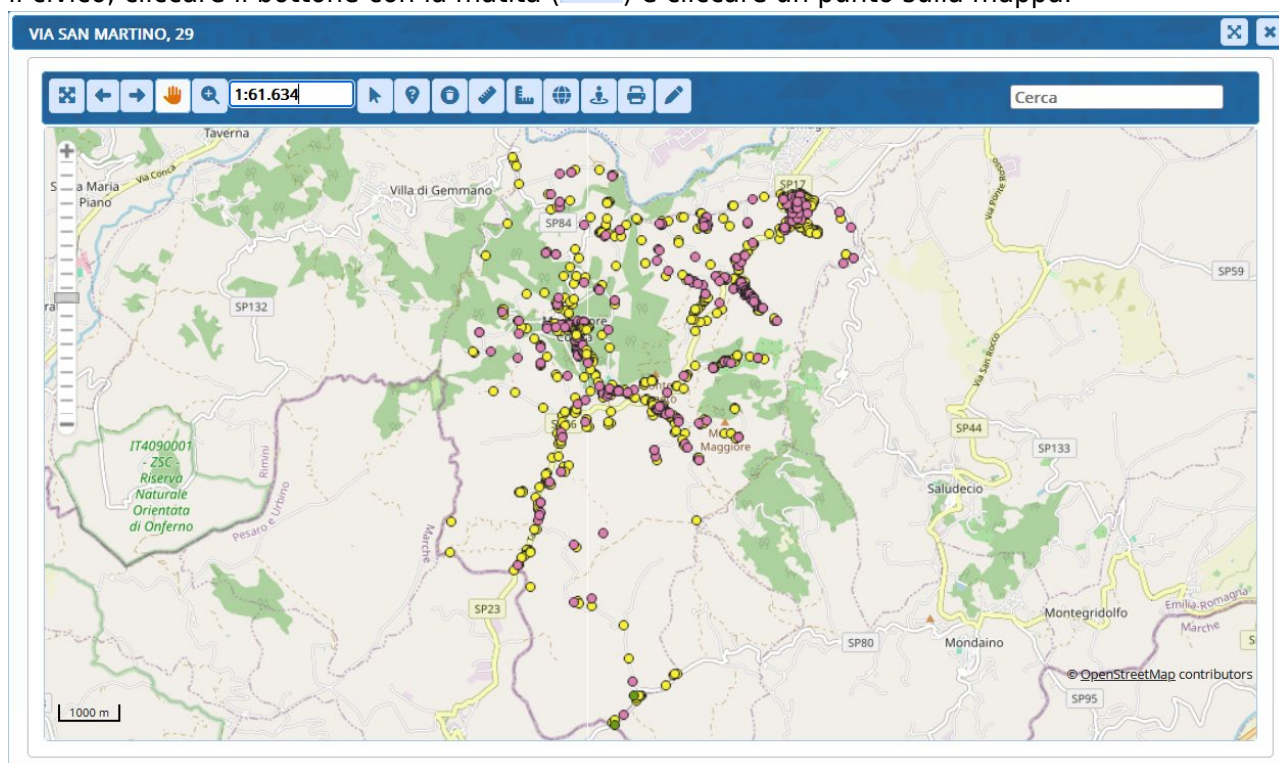 il civico, cliccare il bottone con la matita ( ) e cliccare un punto sulla mappa.
VIA SAN MARTINO, 29
1:61.634
Cerca
Taverna
Via Conca
Maria
Piano
Villa di Gemmano
SP84
SP17
Via Ponte Rosso
SP59
SP132
Via San Rocco
IT4090001
- ZSC -
Riserva
Naturale
Orientata
di Onferno
Rimini
Pesaro e Urbino
Marche
Maggiore
SP44
SP133
Saludecio
SP23
Montegridolfo
Emilia-Romagna
Marche
SP80
Mondaino
© OpenStreetMap contributors
SP95
1000 m